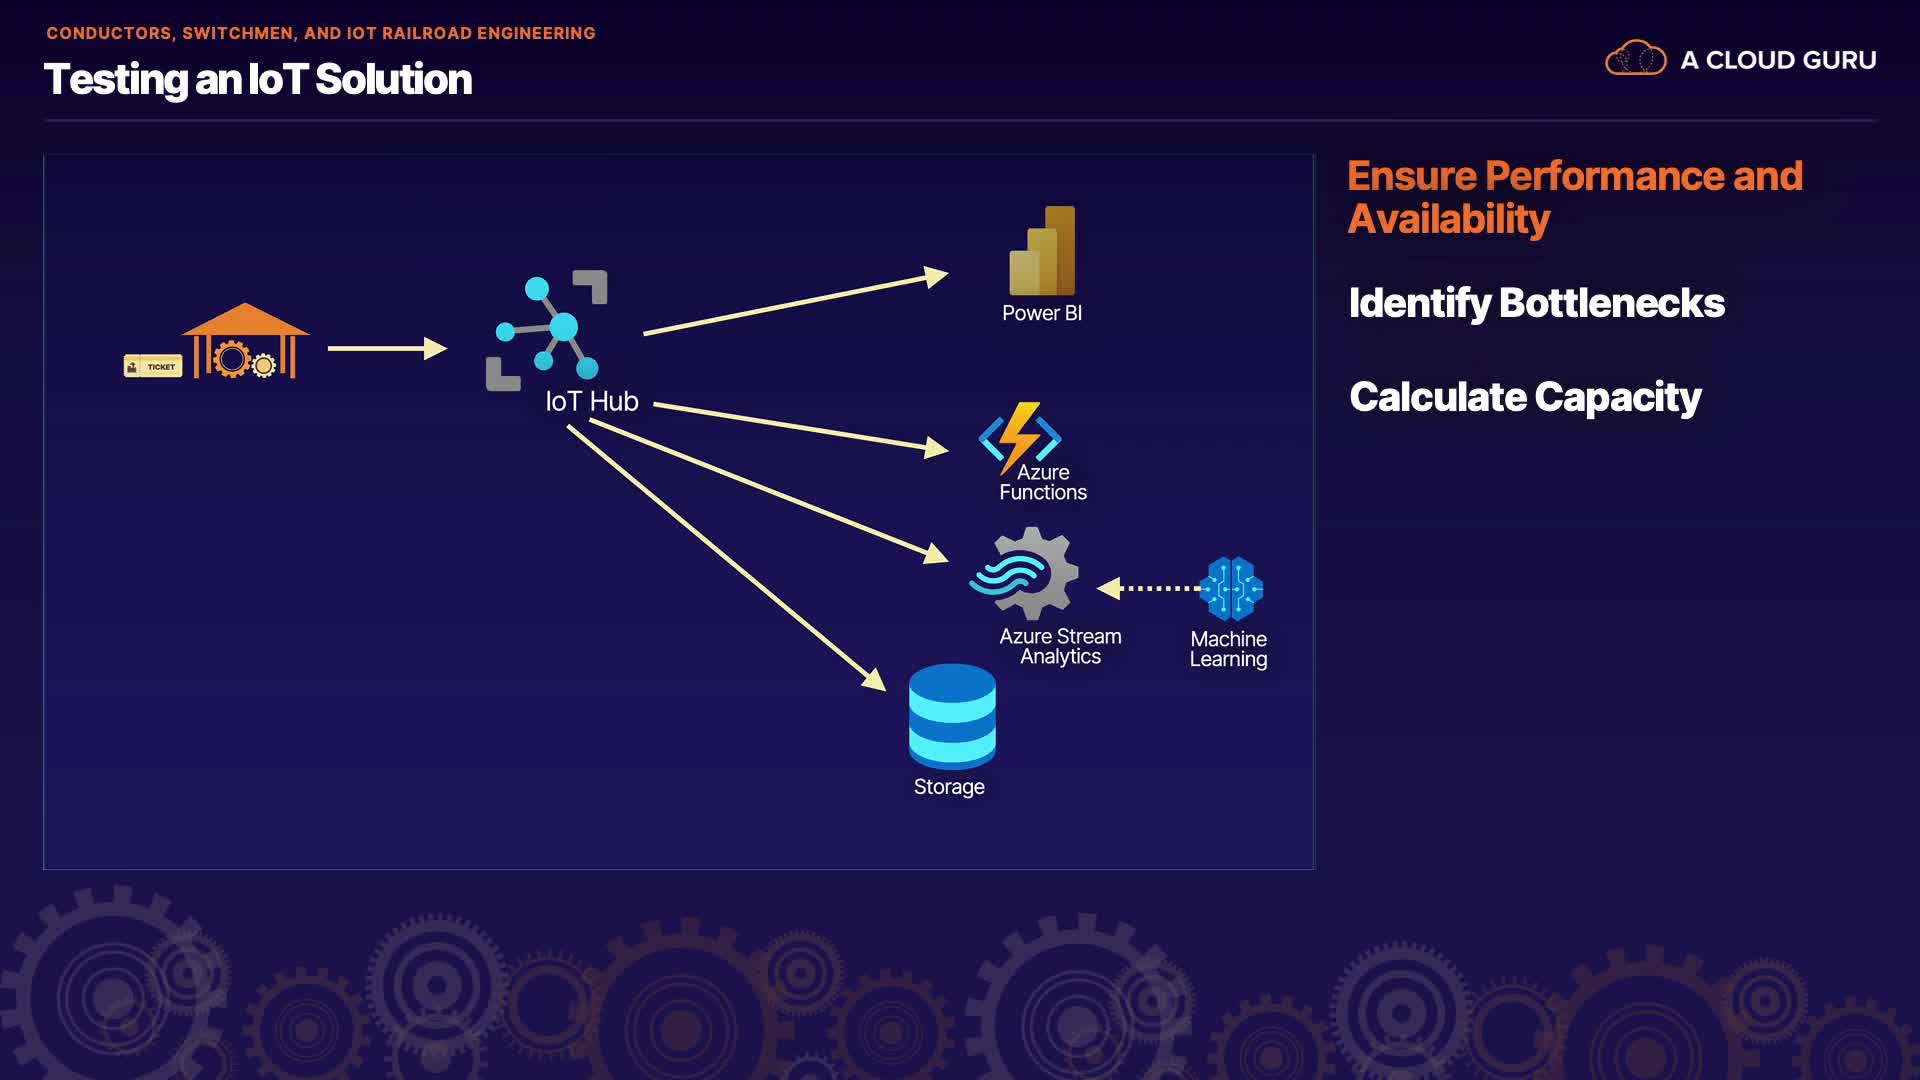 CONDUCTORS, SWITCHMEN, AND IOT RAILROAD ENGINEERING
Testing an IoT Solution
A CLOUD GURU
Ensure Performance and
Availability
Identify Bottlenecks
Calculate Capacity
TICKET
IoT Hub
Power BI
Azure
Functions
Azure Stream
Analytics
Machine
Learning
Storage